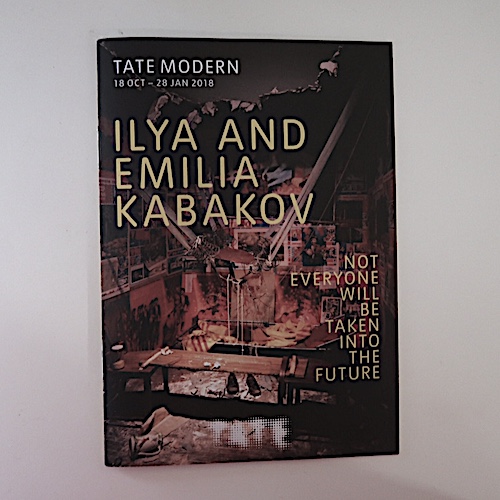 TATE MODERN
18 OCT – 28 JAN 2018
ILYA AND
EMILIA
KABAKOV
NOT
EVERYONE
WILL
BE
TAKEN
INTO
THE
FUTURE
TATE